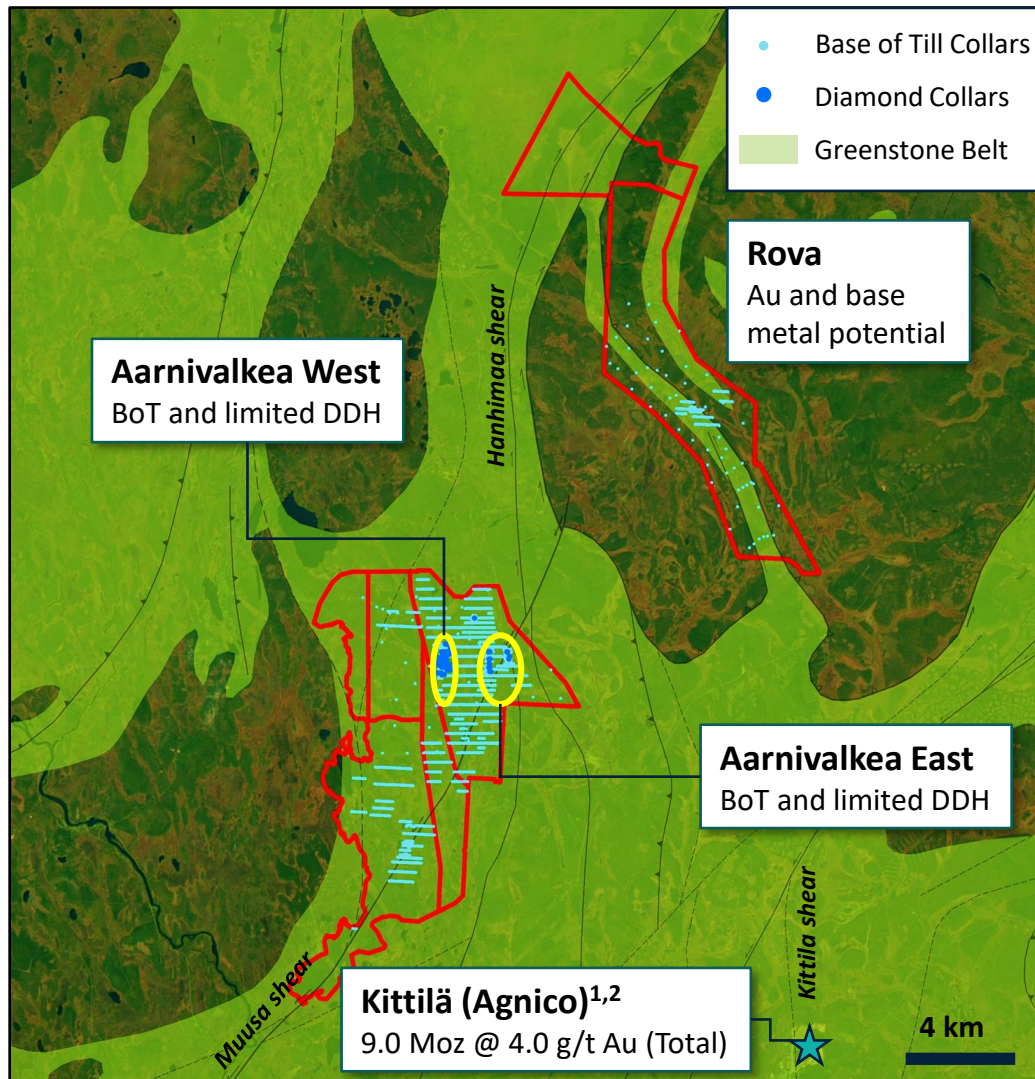 Base of Till Collars
Diamond Collars
Greenstone Belt
Rova
Au and base
metal potential
Hanhimaa shear
Aarnivalkea West
BoT and limited DDH
Aarnivalkea East
BoT and limited DDH
Kittila shear
Muusa shear
Kittilä (Agnico)1,2
9.0 Moz @ 4.0 g/t Au (Total)
4 km